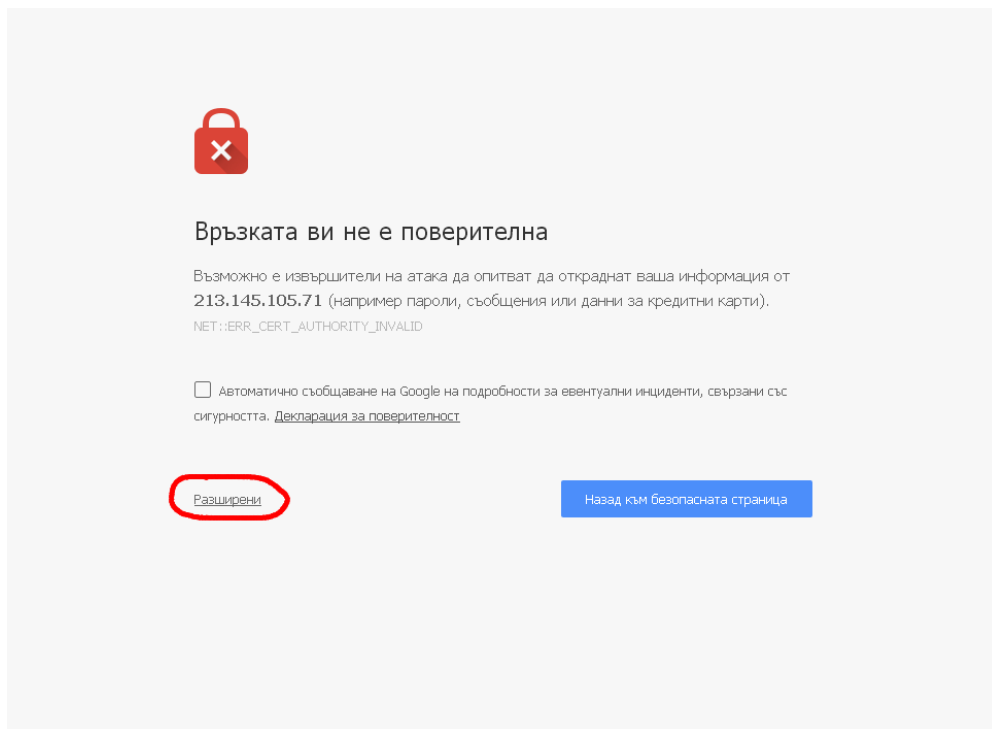 Връзката ви не е поверителна
Възможно е извършители на атака да опитват да откраднат ваша информация от
213.145.105.71 (например пароли, съобщения или данни за кредитни карти).
NET::ERR_CERT_AUTHORITY_INVALID
Автоматично съобщаване на Google на подробности за евентуални инциденти, свързани със
сигурността. Декларация за поверителност
Разширени
Назад към безопасната страница